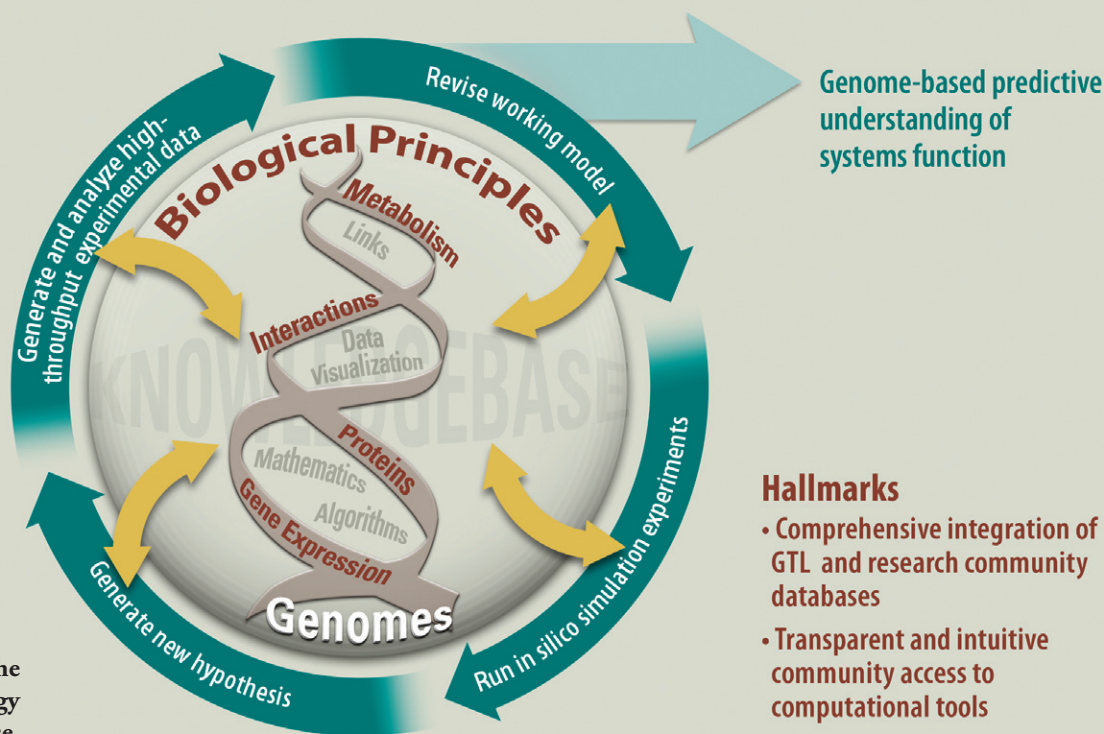 Revise working model
Genome-based predictive
understanding of
systems function
Generate and analyze high-
throughput experimental data
Biological Principles
Metabolism
Links
Interactions
Data
Visualization
KNOWLEDGEBASE
Proteins
Mathematics
Algorithms
Gene Expression
Genomes
Run in silico simulation experiments
Generate new hypothesis
Hallmarks
• Comprehensive integration of
GTL and research community
databases
• Transparent and intuitive
community access to
computational tools